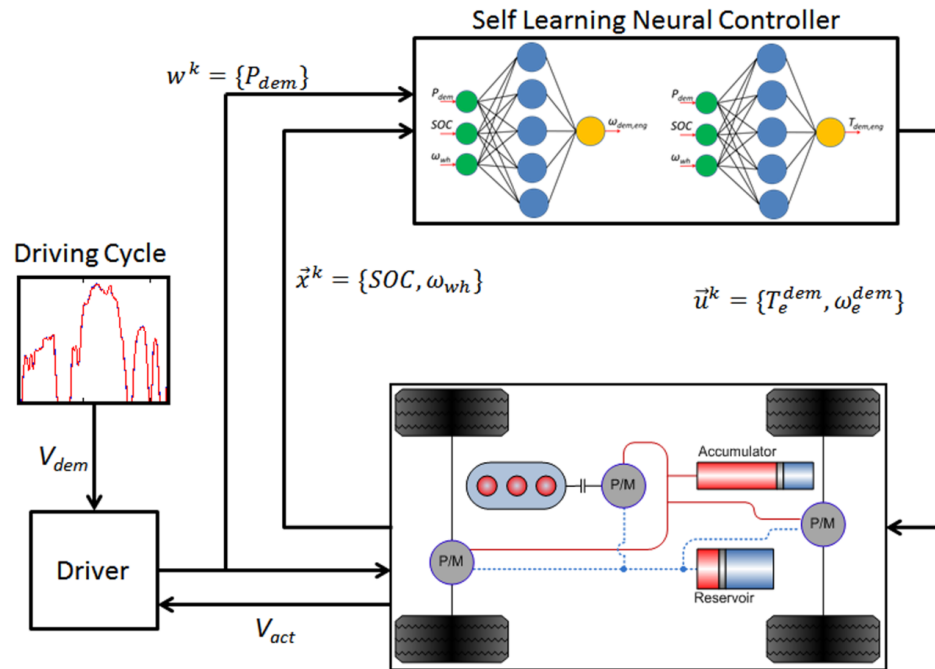 Self Learning Neural Controller
w^k = {P_dem}
P_dem
SOC
ω_wh
ω_dem,eng
P_dem
SOC
ω_wh
T_dem,eng
Driving Cycle
x⃗^k = {SOC, ω_wh}
u⃗^k = {T_e^dem, ω_e^dem}
V_dem
Accumulator
P/M
P/M
P/M
Driver
Reservoir
V_act